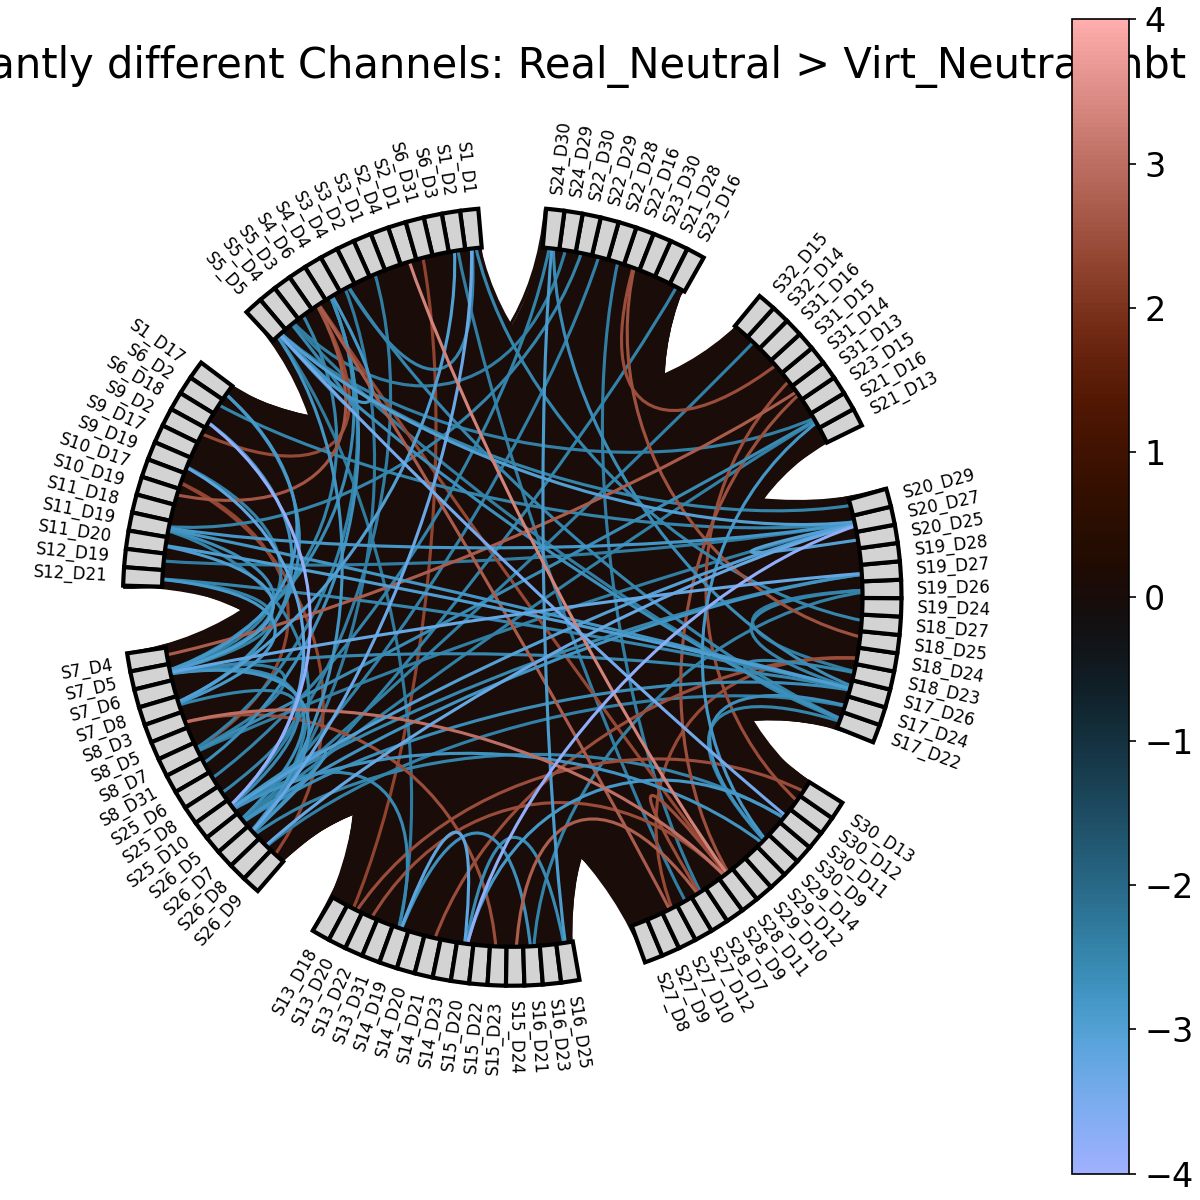 antly different Channels: Real_Neutral > Virt_Neutra nbt
S1_D1
S1_D2
S6_D3
S6_D31
S2_D1
S2_D4
S3_D1
S3_D2
S3_D4
S4_D4
S4_D6
S5_D3
S5_D4
S5_D5
S1_D17
S6_D2
S6_D18
S9_D2
S9_D17
S9_D19
S10_D17
S10_D19
S11_D18
S11_D19
S11_D20
S12_D19
S12_D21
S7_D4
S7_D5
S7_D6
S7_D8
S8_D3
S8_D5
S8_D7
S8_D31
S25_D6
S25_D8
S25_D10
S26_D5
S26_D7
S26_D8
S26_D9
S13_D18
S13_D20
S13_D22
S13_D31
S14_D19
S14_D20
S14_D21
S14_D23
S15_D20
S15_D22
S15_D23
S15_D24
S16_D21
S16_D23
S16_D25
S27_D8
S27_D9
S27_D10
S27_D12
S28_D7
S28_D9
S28_D11
S29_D10
S29_D12
S29_D14
S30_D9
S30_D11
S30_D12
S30_D13
S17_D22
S17_D24
S17_D26
S18_D23
S18_D24
S18_D25
S18_D27
S19_D24
S19_D26
S19_D27
S19_D28
S20_D25
S20_D27
S20_D29
S21_D13
S21_D16
S23_D15
S31_D13
S31_D14
S31_D15
S31_D16
S32_D14
S32_D15
S23_D16
S21_D28
S23_D30
S22_D16
S22_D28
S22_D29
S22_D30
S24_D29
S24_D30
4
3
2
1
0
−1
−2
−3
−4